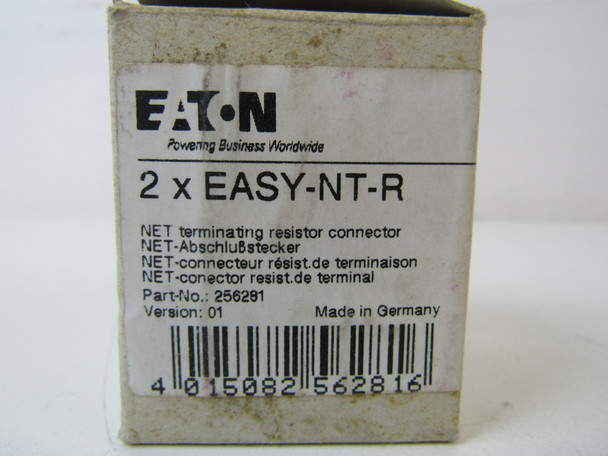 EATON
Powering Business Worldwide
2 x EASY-NT-R
NET terminating resistor connector
NET-Abschlußstecker
NET-connecteur résist.de terminaison
NET-conector resist.de terminal
Part-No.: 256281
Version: 01 Made in Germany
4 015082 562816